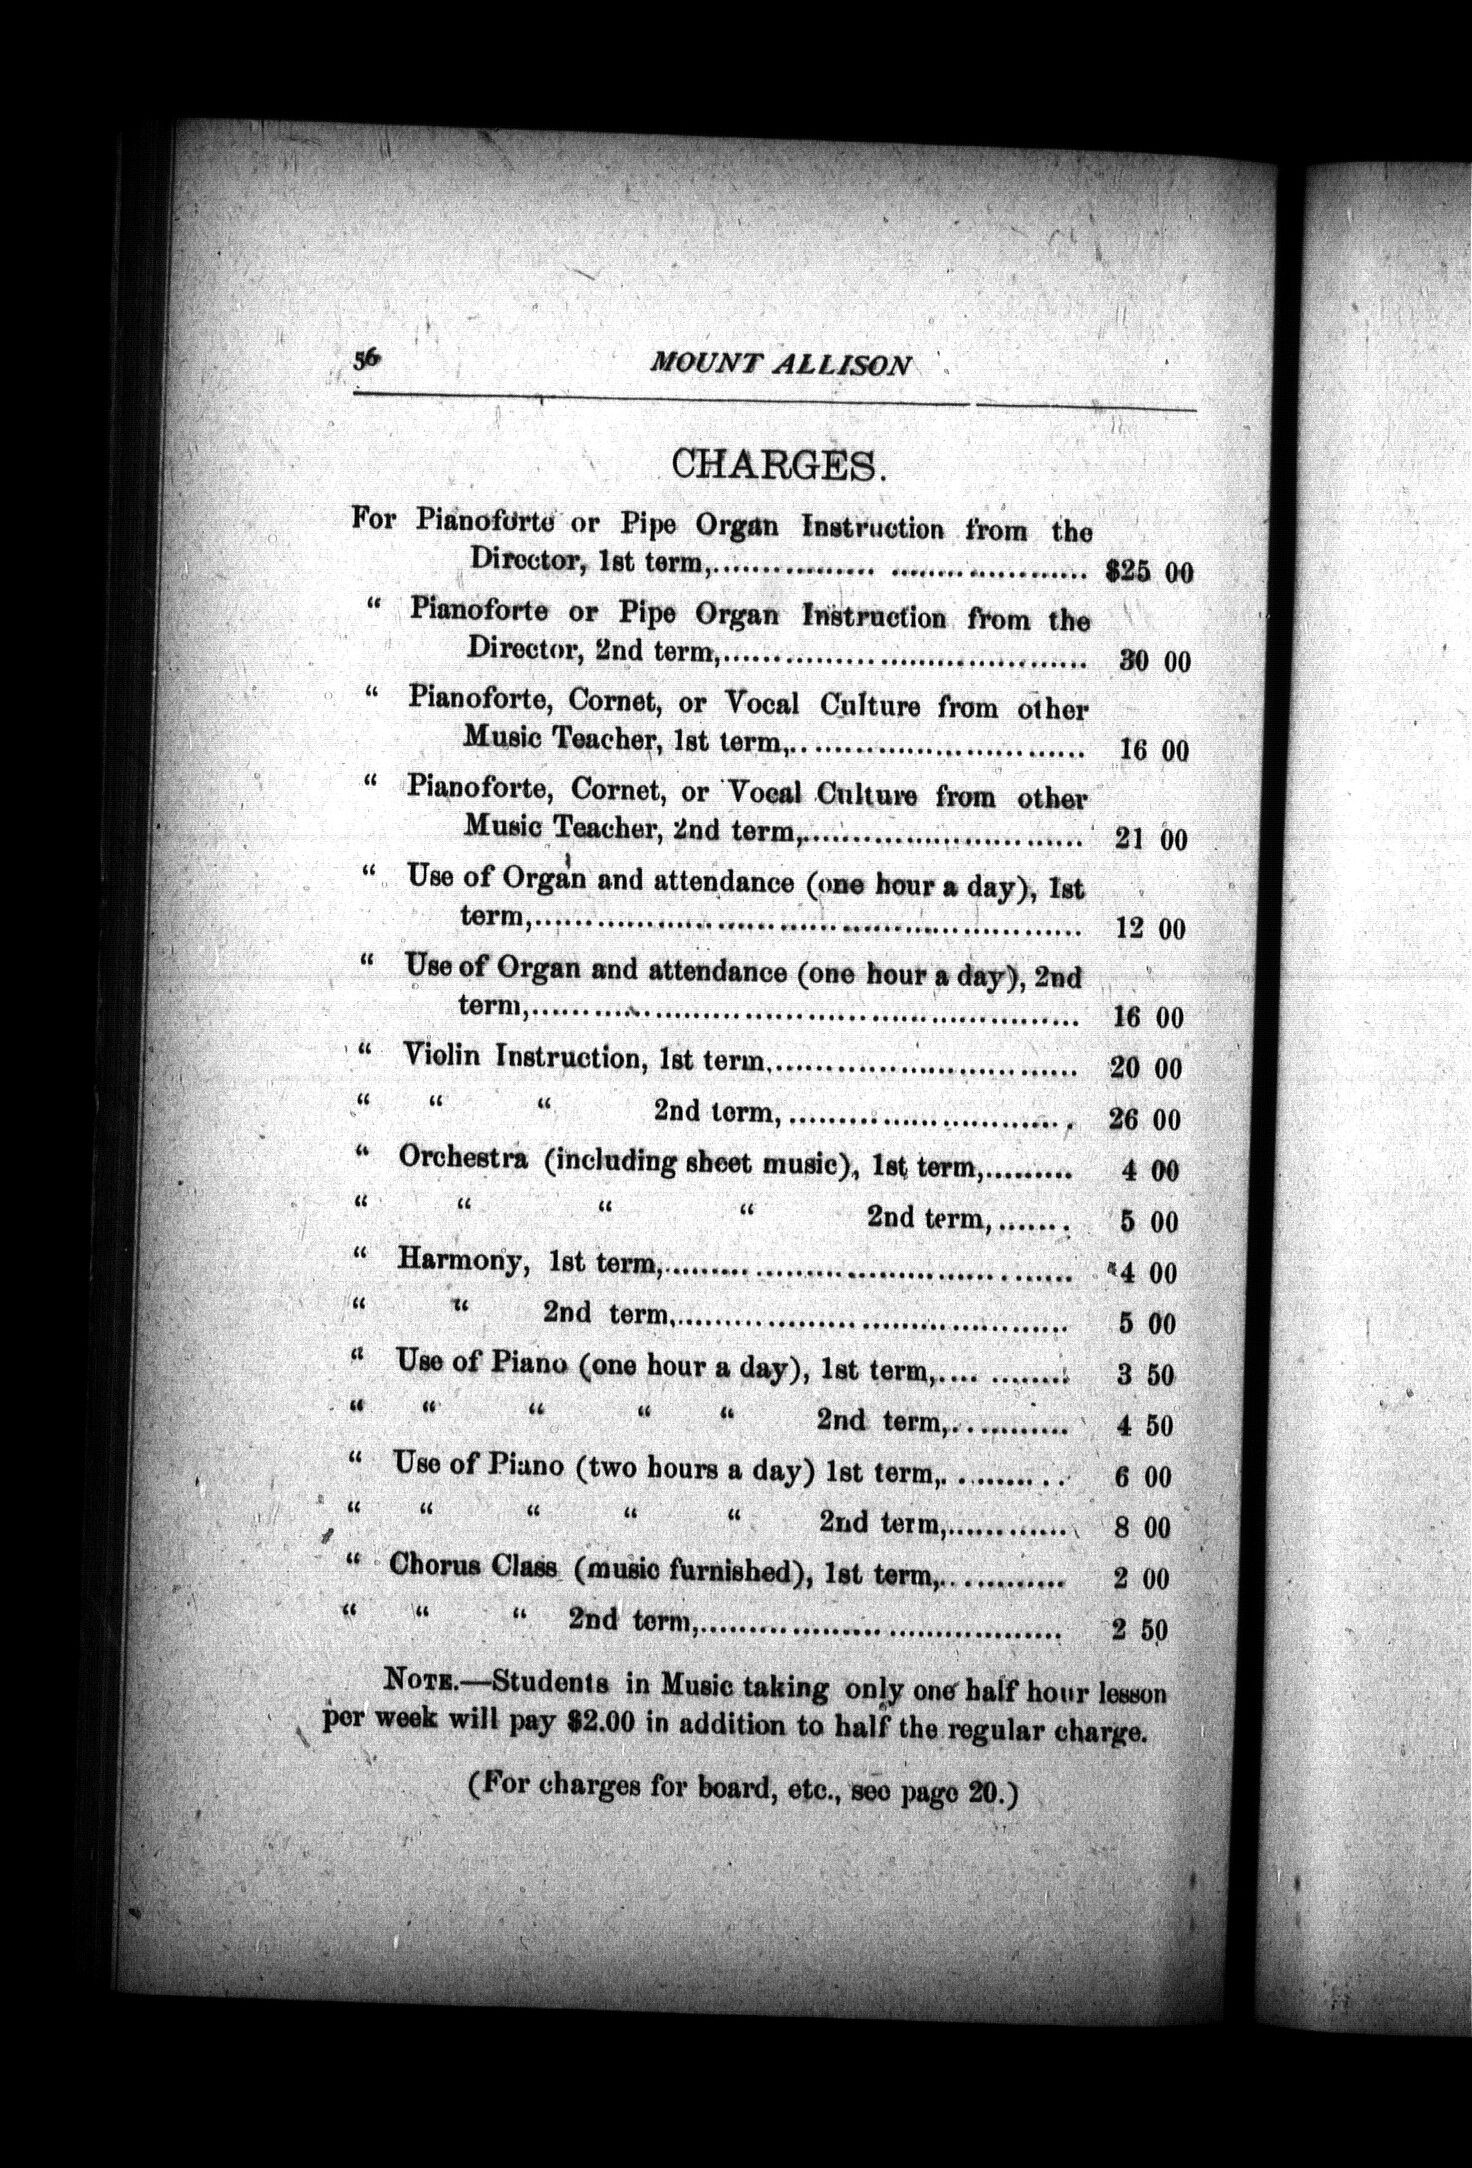 56 MOUNT ALLISON
CHARGES.
For Pianoforte or Pipe Organ Instruction from the
Director, 1st term,................ .................... $25 00
“ Pianoforte or Pipe Organ Instruction from the
Director, 2nd term,..................................... 30 00
“ Pianoforte, Cornet, or Vocal Culture from other
Music Teacher, 1st term,............................. 16 00
“ Pianoforte, Cornet, or Vocal Culture from other
Music Teacher, 2nd term,............................ 21 00
“ Use of Organ and attendance (one hour a day), 1st
term,....................................................... 12 00
“ Use of Organ and attendance (one hour a day), 2nd
term,....................................................... 16 00
“ Violin Instruction, 1st term,.............................. 20 00
“ “ “ 2nd term,............................. 26 00
“ Orchestra (including sheet music), 1st term,......... 4 00
“ “ “ “ 2nd term,....... 5 00
“ Harmony, 1st term,......................................... 4 00
“ “ 2nd term,....................................... 5 00
“ Use of Piano (one hour a day), 1st term,.... ........ 3 50
“ “ “ “ “ 2nd term,............ 4 50
“ Use of Piano (two hours a day) 1st term,........... 6 00
“ “ “ “ “ 2nd term,............ 8 00
“ Chorus Class (music furnished), 1st term,............ 2 00
“ “ “ 2nd term,.................................... 2 50
NOTE.—Students in Music taking only one half hour lesson
per week will pay $2.00 in addition to half the regular charge.
(For charges for board, etc., see page 20.)